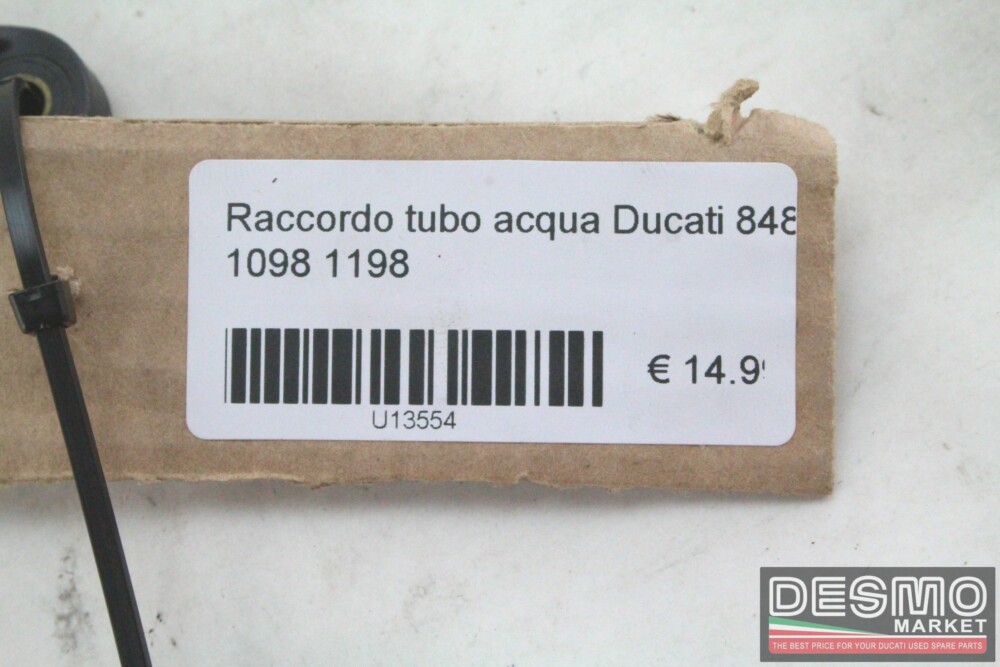 Raccordo tubo acqua Ducati 848
1098 1198
€ 14.9
U13554
DESMO
MARKET
THE BEST PRICE FOR YOUR DUCATI USED SPARE PARTS